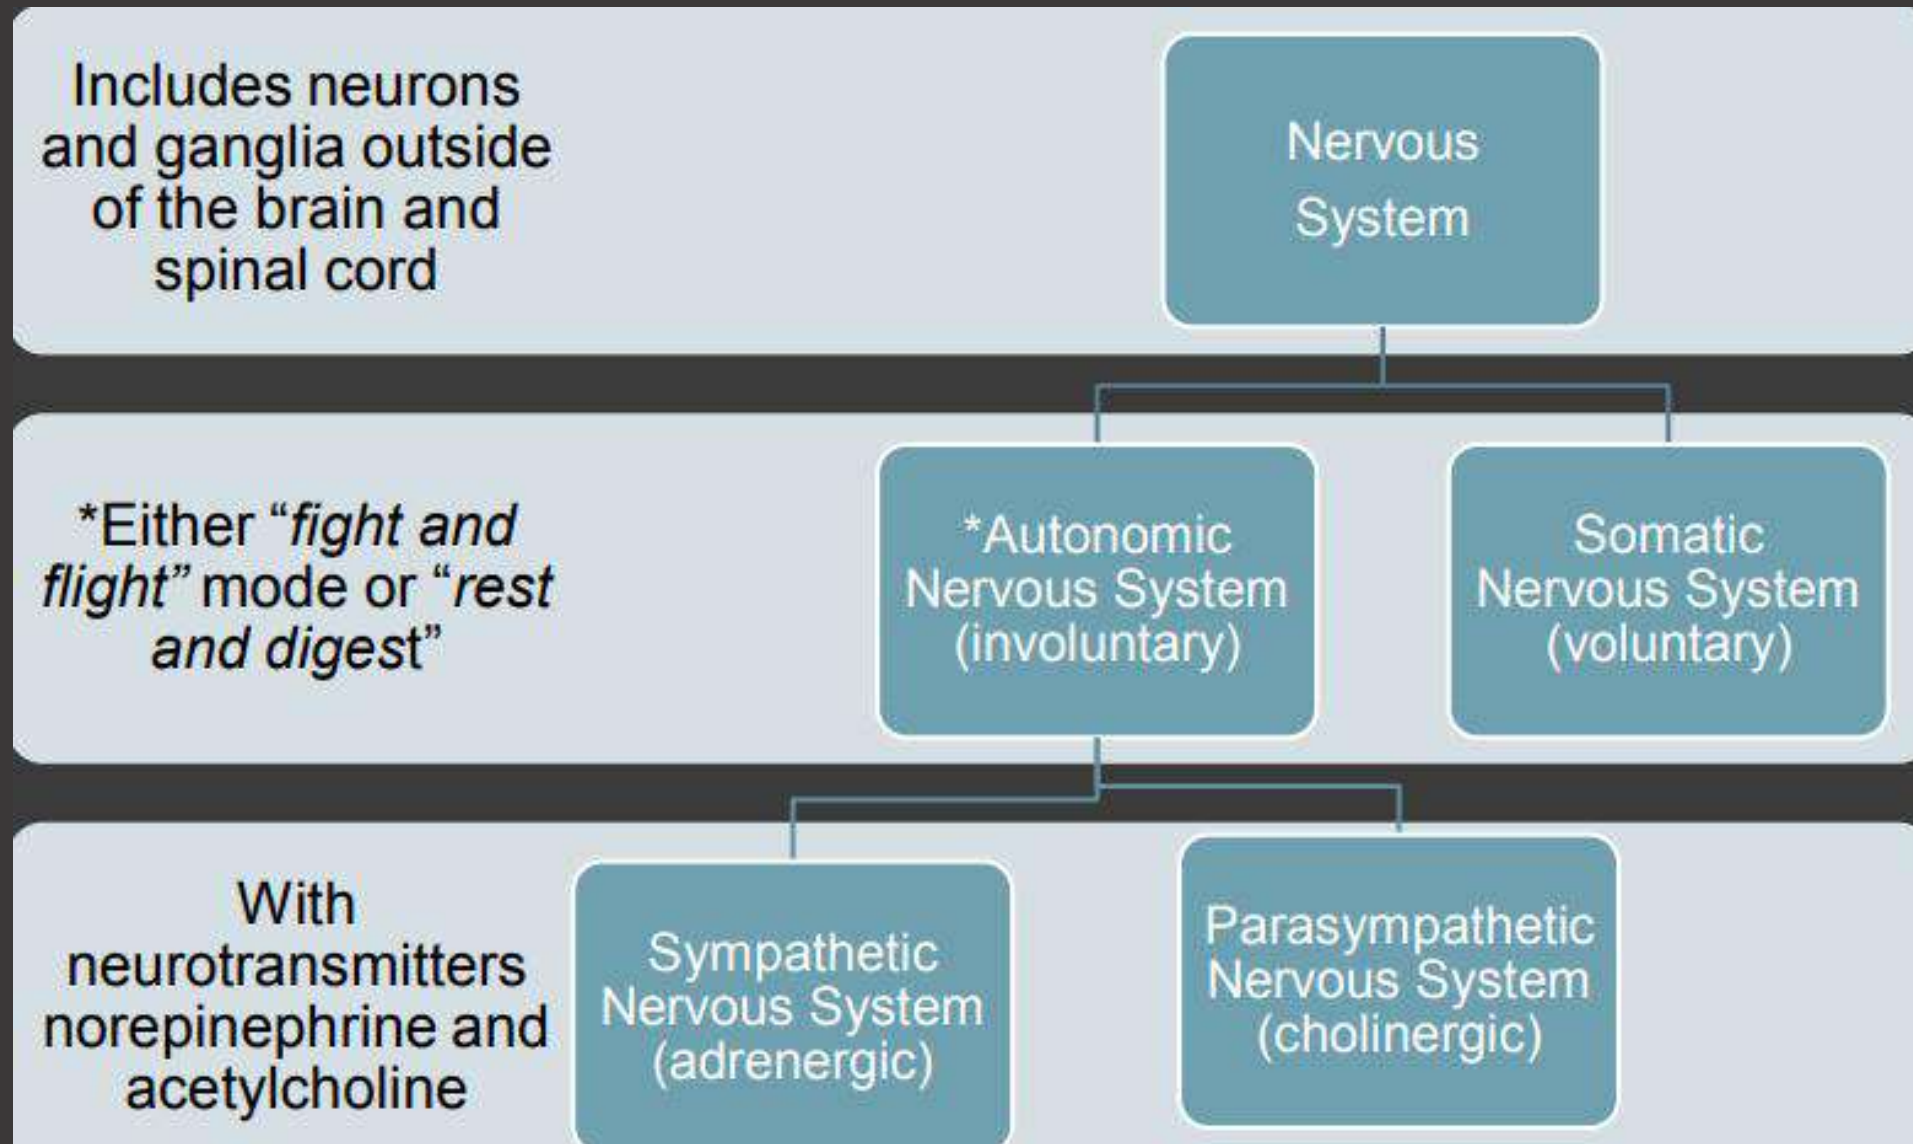 Includes neurons
and ganglia outside
of the brain and
spinal cord
Nervous
System
*Either “fight and
flight” mode or “rest
and digest”
*Autonomic
Nervous System
(involuntary)
Somatic
Nervous System
(voluntary)
With
neurotransmitters
norepinephrine and
acetylcholine
Sympathetic
Nervous System
(adrenergic)
Parasympathetic
Nervous System
(cholinergic)